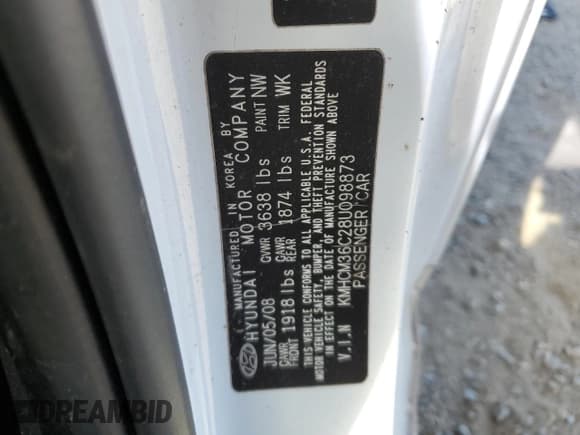 MANUFACTURED IN KOREA BY
HYUNDAI MOTOR COMPANY
JUN/05/08 GVWR 3638 lbs PAINT NW
GAWR FRONT 1918 lbs GAWR REAR 1874 lbs TRIM WK
THIS VEHICLE CONFORMS TO ALL APPLICABLE U.S.A. FEDERAL
MOTOR VEHICLE SAFETY, BUMPER, AND THEFT PREVENTION STANDARDS
IN EFFECT ON THE DATE OF MANUFACTURE SHOWN ABOVE
V.I.N KMHCM36C28U098873
PASSENGER CAR
DREAMBID